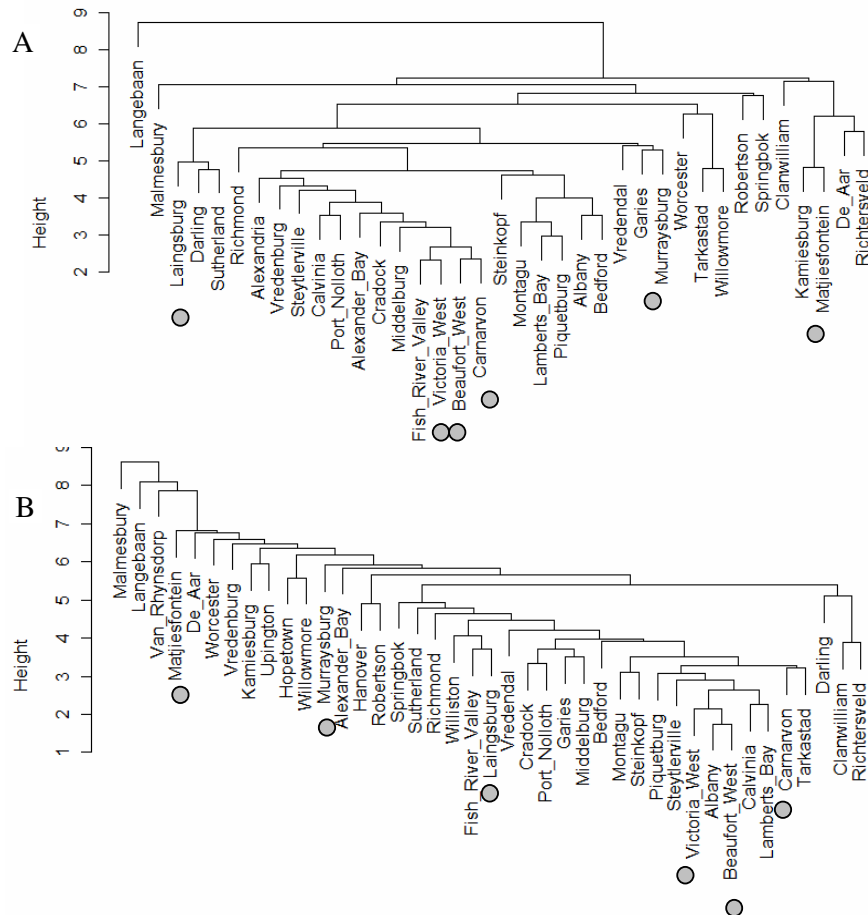 A
Height
9
8
7
6
5
4
3
2
Langebaan
Malmesbury
Laingsburg
Darling
Sutherland
Richmond
Alexandria
Vredenburg
Steytlerville
Calvinia
Port_Nolloth
Alexander_Bay
Cradock
Middelburg
Fish_River_Valley
Victoria_West
Beaufort_West
Carnarvon
Steinkopf
Montagu
Lamberts_Bay
Piquetburg
Albany
Bedford
Vredendal
Garies
Murraysburg
Worcester
Tarkastad
Willowmore
Robertson
Springbok
Clanwilliam
Kamiesburg
Matjiesfontein
De_Aar
Richtersveld
B
Height
9
8
7
6
5
4
3
2
1
Malmesbury
Langebaan
Van_Rhynsdorp
Matjiesfontein
De_Aar
Worcester
Vredenburg
Kamiesburg
Upington
Hopetown
Willowmore
Murraysburg
Alexander_Bay
Hanover
Robertson
Springbok
Sutherland
Richmond
Williston
Fish_River_Valley
Laingsburg
Vredendal
Cradock
Port_Nolloth
Garies
Middelburg
Bedford
Montagu
Steinkopf
Piquetburg
Steytlerville
Victoria_West
Albany
Beaufort_West
Calvinia
Lamberts_Bay
Carnarvon
Tarkastad
Darling
Clanwilliam
Richtersveld